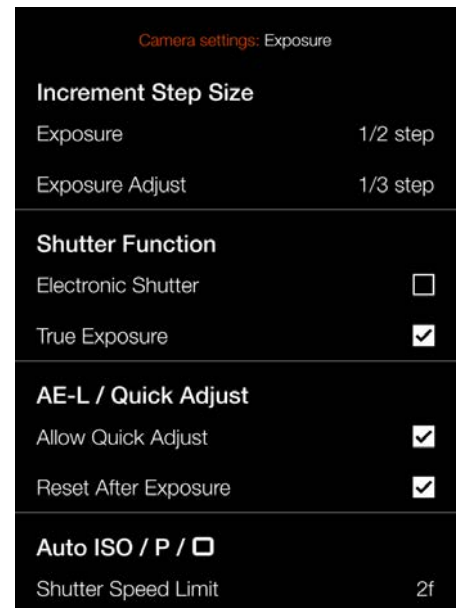 Camera settings: Exposure
Increment Step Size
Exposure 1/2 step
Exposure Adjust 1/3 step
Shutter Function
Electronic Shutter
True Exposure
AE-L / Quick Adjust
Allow Quick Adjust
Reset After Exposure
Auto ISO / P /
Shutter Speed Limit 2f